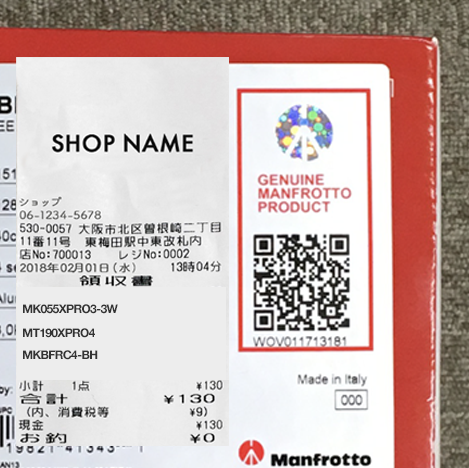 SHOP NAME
ショップ
06-1234-5678
530-0057 大阪市北区曽根崎二丁目
11番11号 東梅田駅中東改札内
店No:700013 レジNo:0002
2018年02月01日(水) 13時04分
領収書
MK055XPRO3-3W
MT190XPRO4
MKBFRC4-BH
小計 1点 ¥130
合計 ¥130
(内、消費税等 ¥9)
現金 ¥130
お釣 ¥0
GENUINE
MANFROTTO
PRODUCT
WOV011713181
Made in Italy
000
Manfrotto